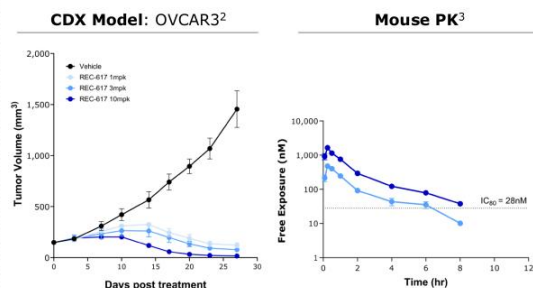 CDX Model: OVCAR3²
Mouse PK³
Vehicle
REC-617 1mpk
REC-617 3mpk
REC-617 10mpk
Tumor Volume (mm³)
2,000
1,500
1,000
500
0
0 5 10 15 20 25 30
Days post treatment
Free Exposure (nM)
10,000
1,000
100
10
1
IC₈₀ = 28nM
0 2 4 6 8 10 12
Time (hr)